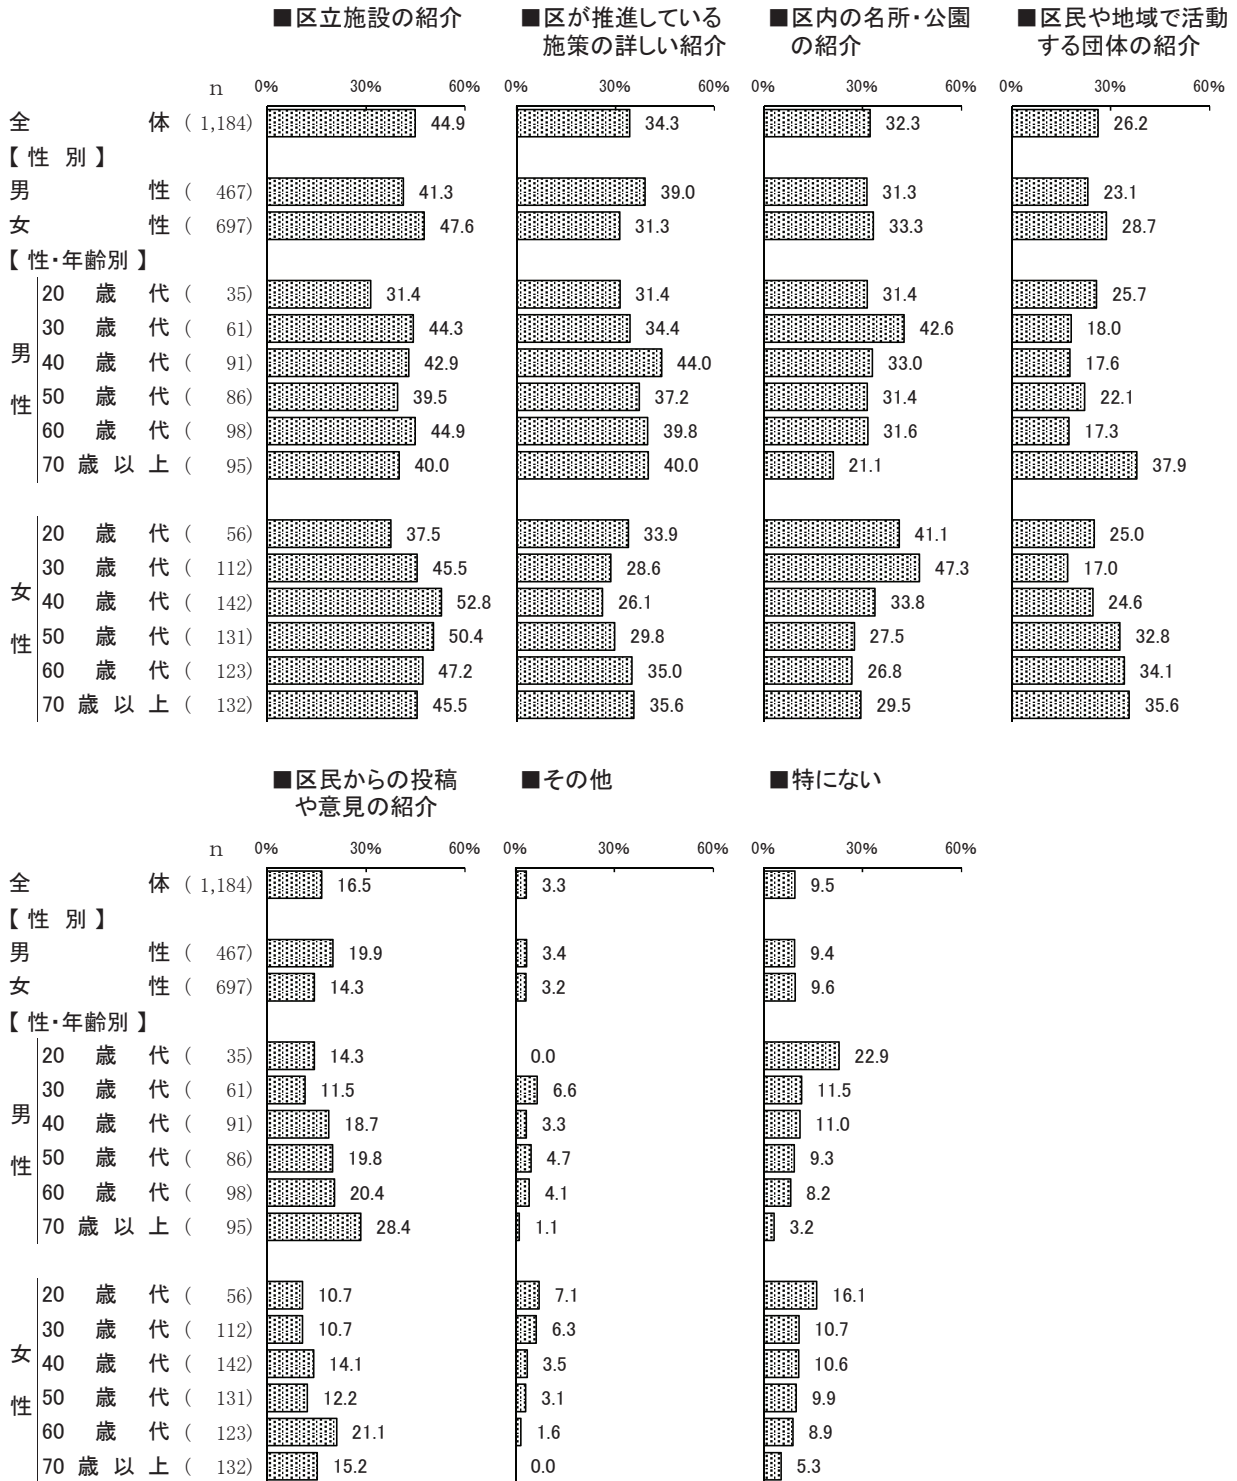 ■区立施設の紹介 ■区が推進している ■区内の名所・公園 ■区民や地域で活動
施策の詳しい紹介 の紹介 する団体の紹介
n 0% 30% 60% 0% 30% 60% 0% 30% 60% 0% 30% 60%
全体 ( 1,184) 44.9 34.3 32.3 26.2
【 性 別 】
男性 ( 467) 41.3 39.0 31.3 23.1
女性 ( 697) 47.6 31.3 33.3 28.7
【 性・年齢別 】
男性
20 歳 代 ( 35) 31.4 31.4 31.4 25.7
30 歳 代 ( 61) 44.3 34.4 42.6 18.0
40 歳 代 ( 91) 42.9 44.0 33.0 17.6
50 歳 代 ( 86) 39.5 37.2 31.4 22.1
60 歳 代 ( 98) 44.9 39.8 31.6 17.3
70 歳 以 上 ( 95) 40.0 40.0 21.1 37.9
女性
20 歳 代 ( 56) 37.5 33.9 41.1 25.0
30 歳 代 ( 112) 45.5 28.6 47.3 17.0
40 歳 代 ( 142) 52.8 26.1 33.8 24.6
50 歳 代 ( 131) 50.4 29.8 27.5 32.8
60 歳 代 ( 123) 47.2 35.0 26.8 34.1
70 歳 以 上 ( 132) 45.5 35.6 29.5 35.6
■区民からの投稿 ■その他 ■特にない
や意見の紹介
n 0% 30% 60% 0% 30% 60% 0% 30% 60%
全体 ( 1,184) 16.5 3.3 9.5
【 性 別 】
男性 ( 467) 19.9 3.4 9.4
女性 ( 697) 14.3 3.2 9.6
【 性・年齢別 】
男性
20 歳 代 ( 35) 14.3 0.0 22.9
30 歳 代 ( 61) 11.5 6.6 11.5
40 歳 代 ( 91) 18.7 3.3 11.0
50 歳 代 ( 86) 19.8 4.7 9.3
60 歳 代 ( 98) 20.4 4.1 8.2
70 歳 以 上 ( 95) 28.4 1.1 3.2
女性
20 歳 代 ( 56) 10.7 7.1 16.1
30 歳 代 ( 112) 10.7 6.3 10.7
40 歳 代 ( 142) 14.1 3.5 10.6
50 歳 代 ( 131) 12.2 3.1 9.9
60 歳 代 ( 123) 21.1 1.6 8.9
70 歳 以 上 ( 132) 15.2 0.0 5.3